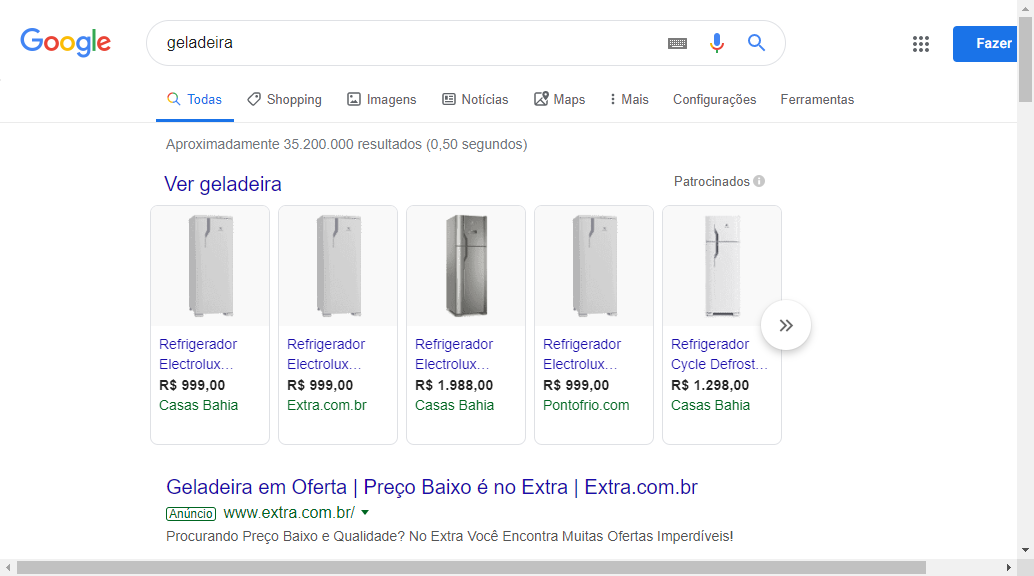 Google
geladeira
Fazer
Todas Shopping Imagens Notícias Maps Mais Configurações Ferramentas
Aproximadamente 35.200.000 resultados (0,50 segundos)
Ver geladeira
Patrocinados
Refrigerador
Electrolux…
R$ 999,00
Casas Bahia
Refrigerador
Electrolux…
R$ 999,00
Extra.com.br
Refrigerador
Electrolux…
R$ 1.988,00
Casas Bahia
Refrigerador
Electrolux…
R$ 999,00
Pontofrio.com
Refrigerador
Cycle Defrost…
R$ 1.298,00
Casas Bahia
Geladeira em Oferta | Preço Baixo é no Extra | Extra.com.br
Anúncio www.extra.com.br/
Procurando Preço Baixo e Qualidade? No Extra Você Encontra Muitas Ofertas Imperdíveis!